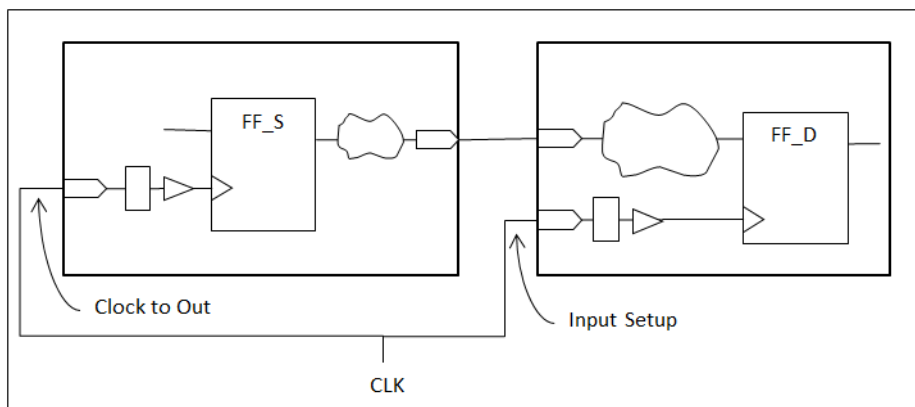 FF_S
FF_D
Clock to Out
Input Setup
CLK